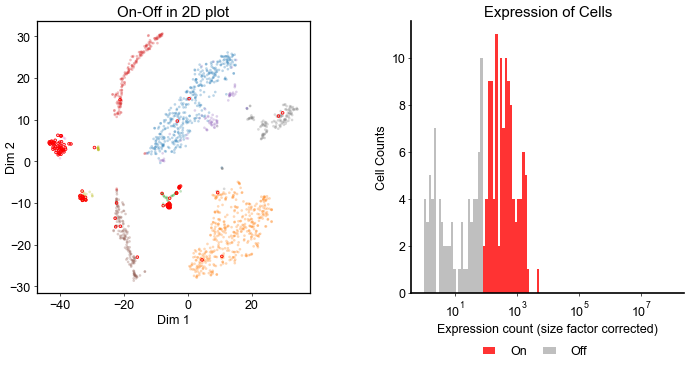 On-Off in 2D plot
Expression of Cells
30
20
10
0
−10
−20
−30
Dim 2
−40
−20
0
20
Dim 1
10
8
6
4
2
0
Cell Counts
10^1
10^3
10^5
10^7
Expression count (size factor corrected)
On
Off